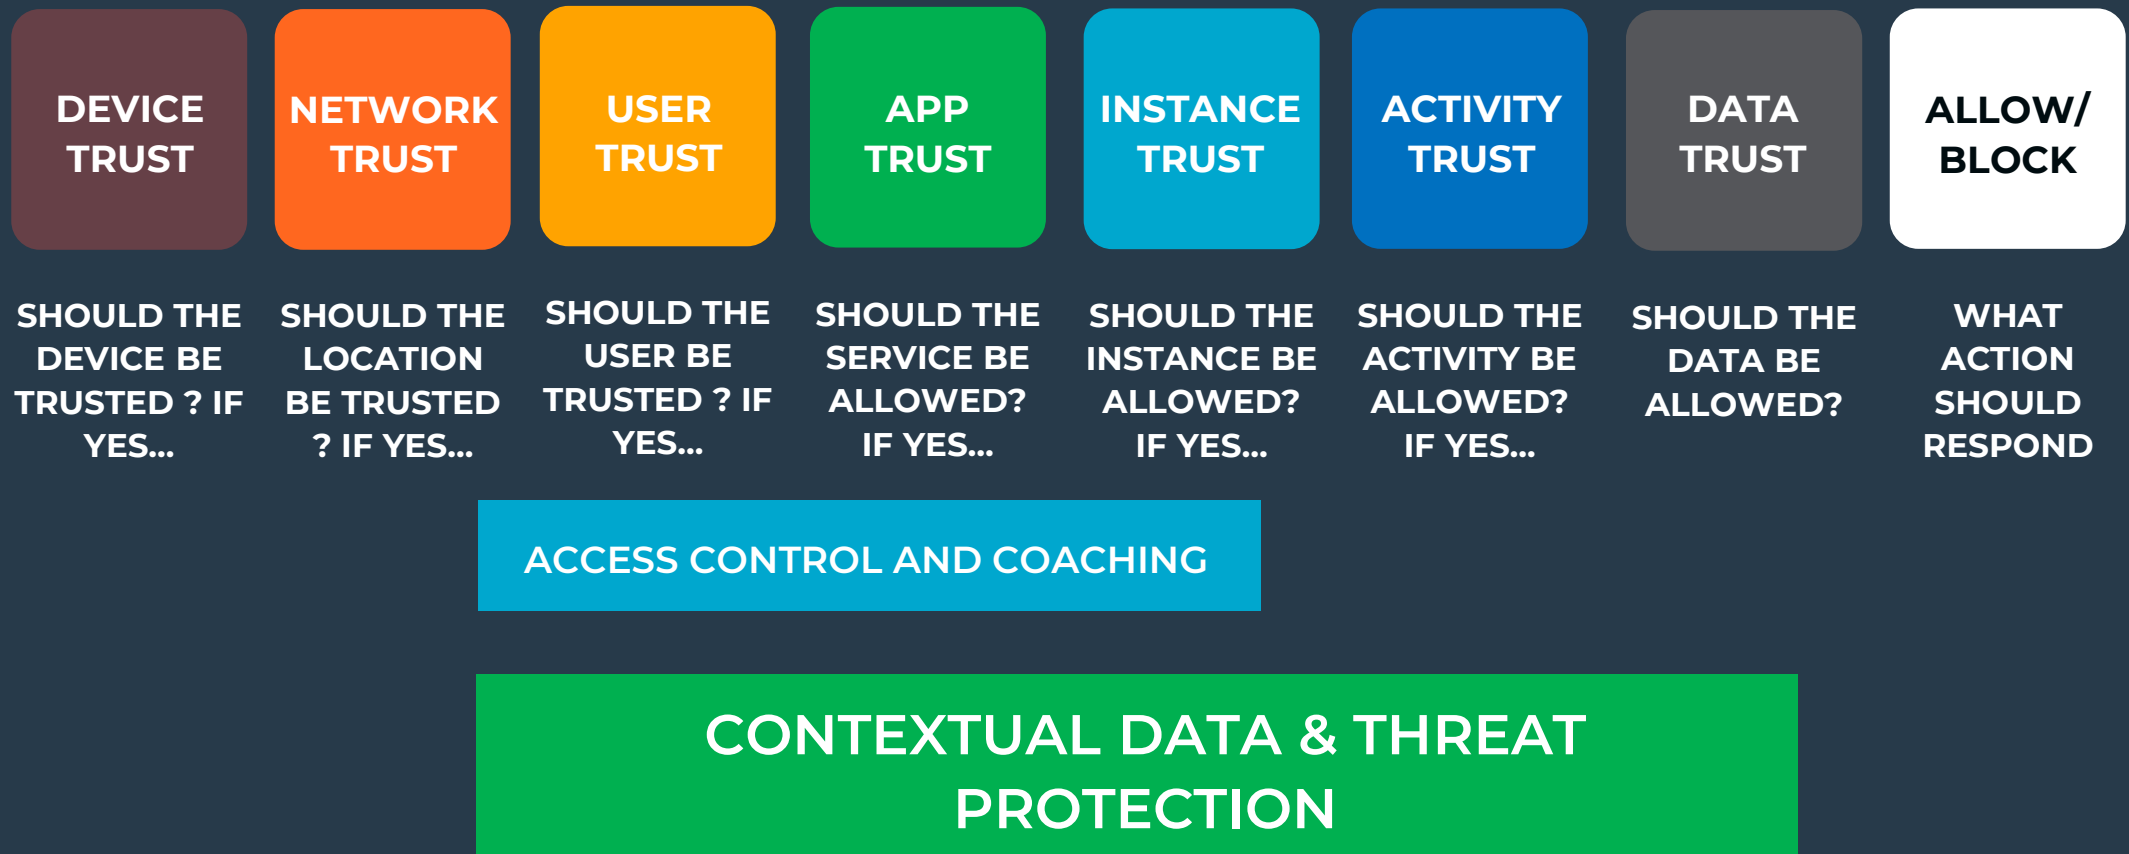 DEVICE
TRUST
NETWORK
TRUST
USER
TRUST
APP
TRUST
INSTANCE
TRUST
ACTIVITY
TRUST
DATA
TRUST
ALLOW/
BLOCK
SHOULD THE
DEVICE BE
TRUSTED ? IF
YES...
SHOULD THE
LOCATION
BE TRUSTED
? IF YES...
SHOULD THE
USER BE
TRUSTED ? IF
YES...
SHOULD THE
SERVICE BE
ALLOWED?
IF YES...
SHOULD THE
INSTANCE BE
ALLOWED?
IF YES...
SHOULD THE
ACTIVITY BE
ALLOWED?
IF YES...
SHOULD THE
DATA BE
ALLOWED?
WHAT
ACTION
SHOULD
RESPOND
ACCESS CONTROL AND COACHING
CONTEXTUAL DATA & THREAT
PROTECTION